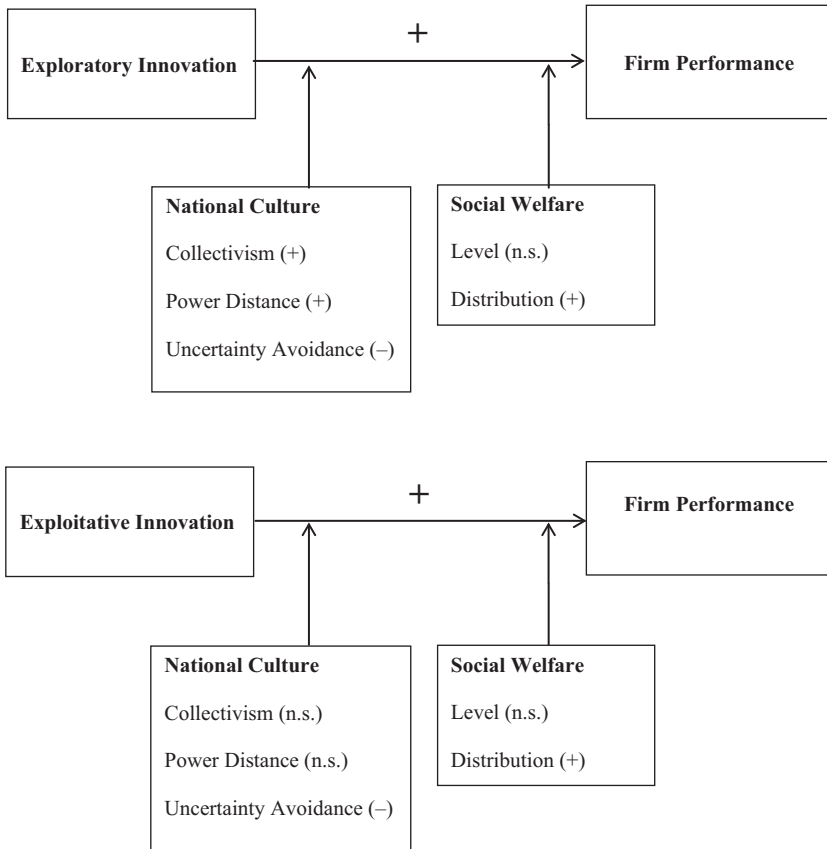 +
Exploratory Innovation
Firm Performance
National Culture
Collectivism (+)
Power Distance (+)
Uncertainty Avoidance (–)
Social Welfare
Level (n.s.)
Distribution (+)
+
Exploitative Innovation
Firm Performance
National Culture
Collectivism (n.s.)
Power Distance (n.s.)
Uncertainty Avoidance (–)
Social Welfare
Level (n.s.)
Distribution (+)